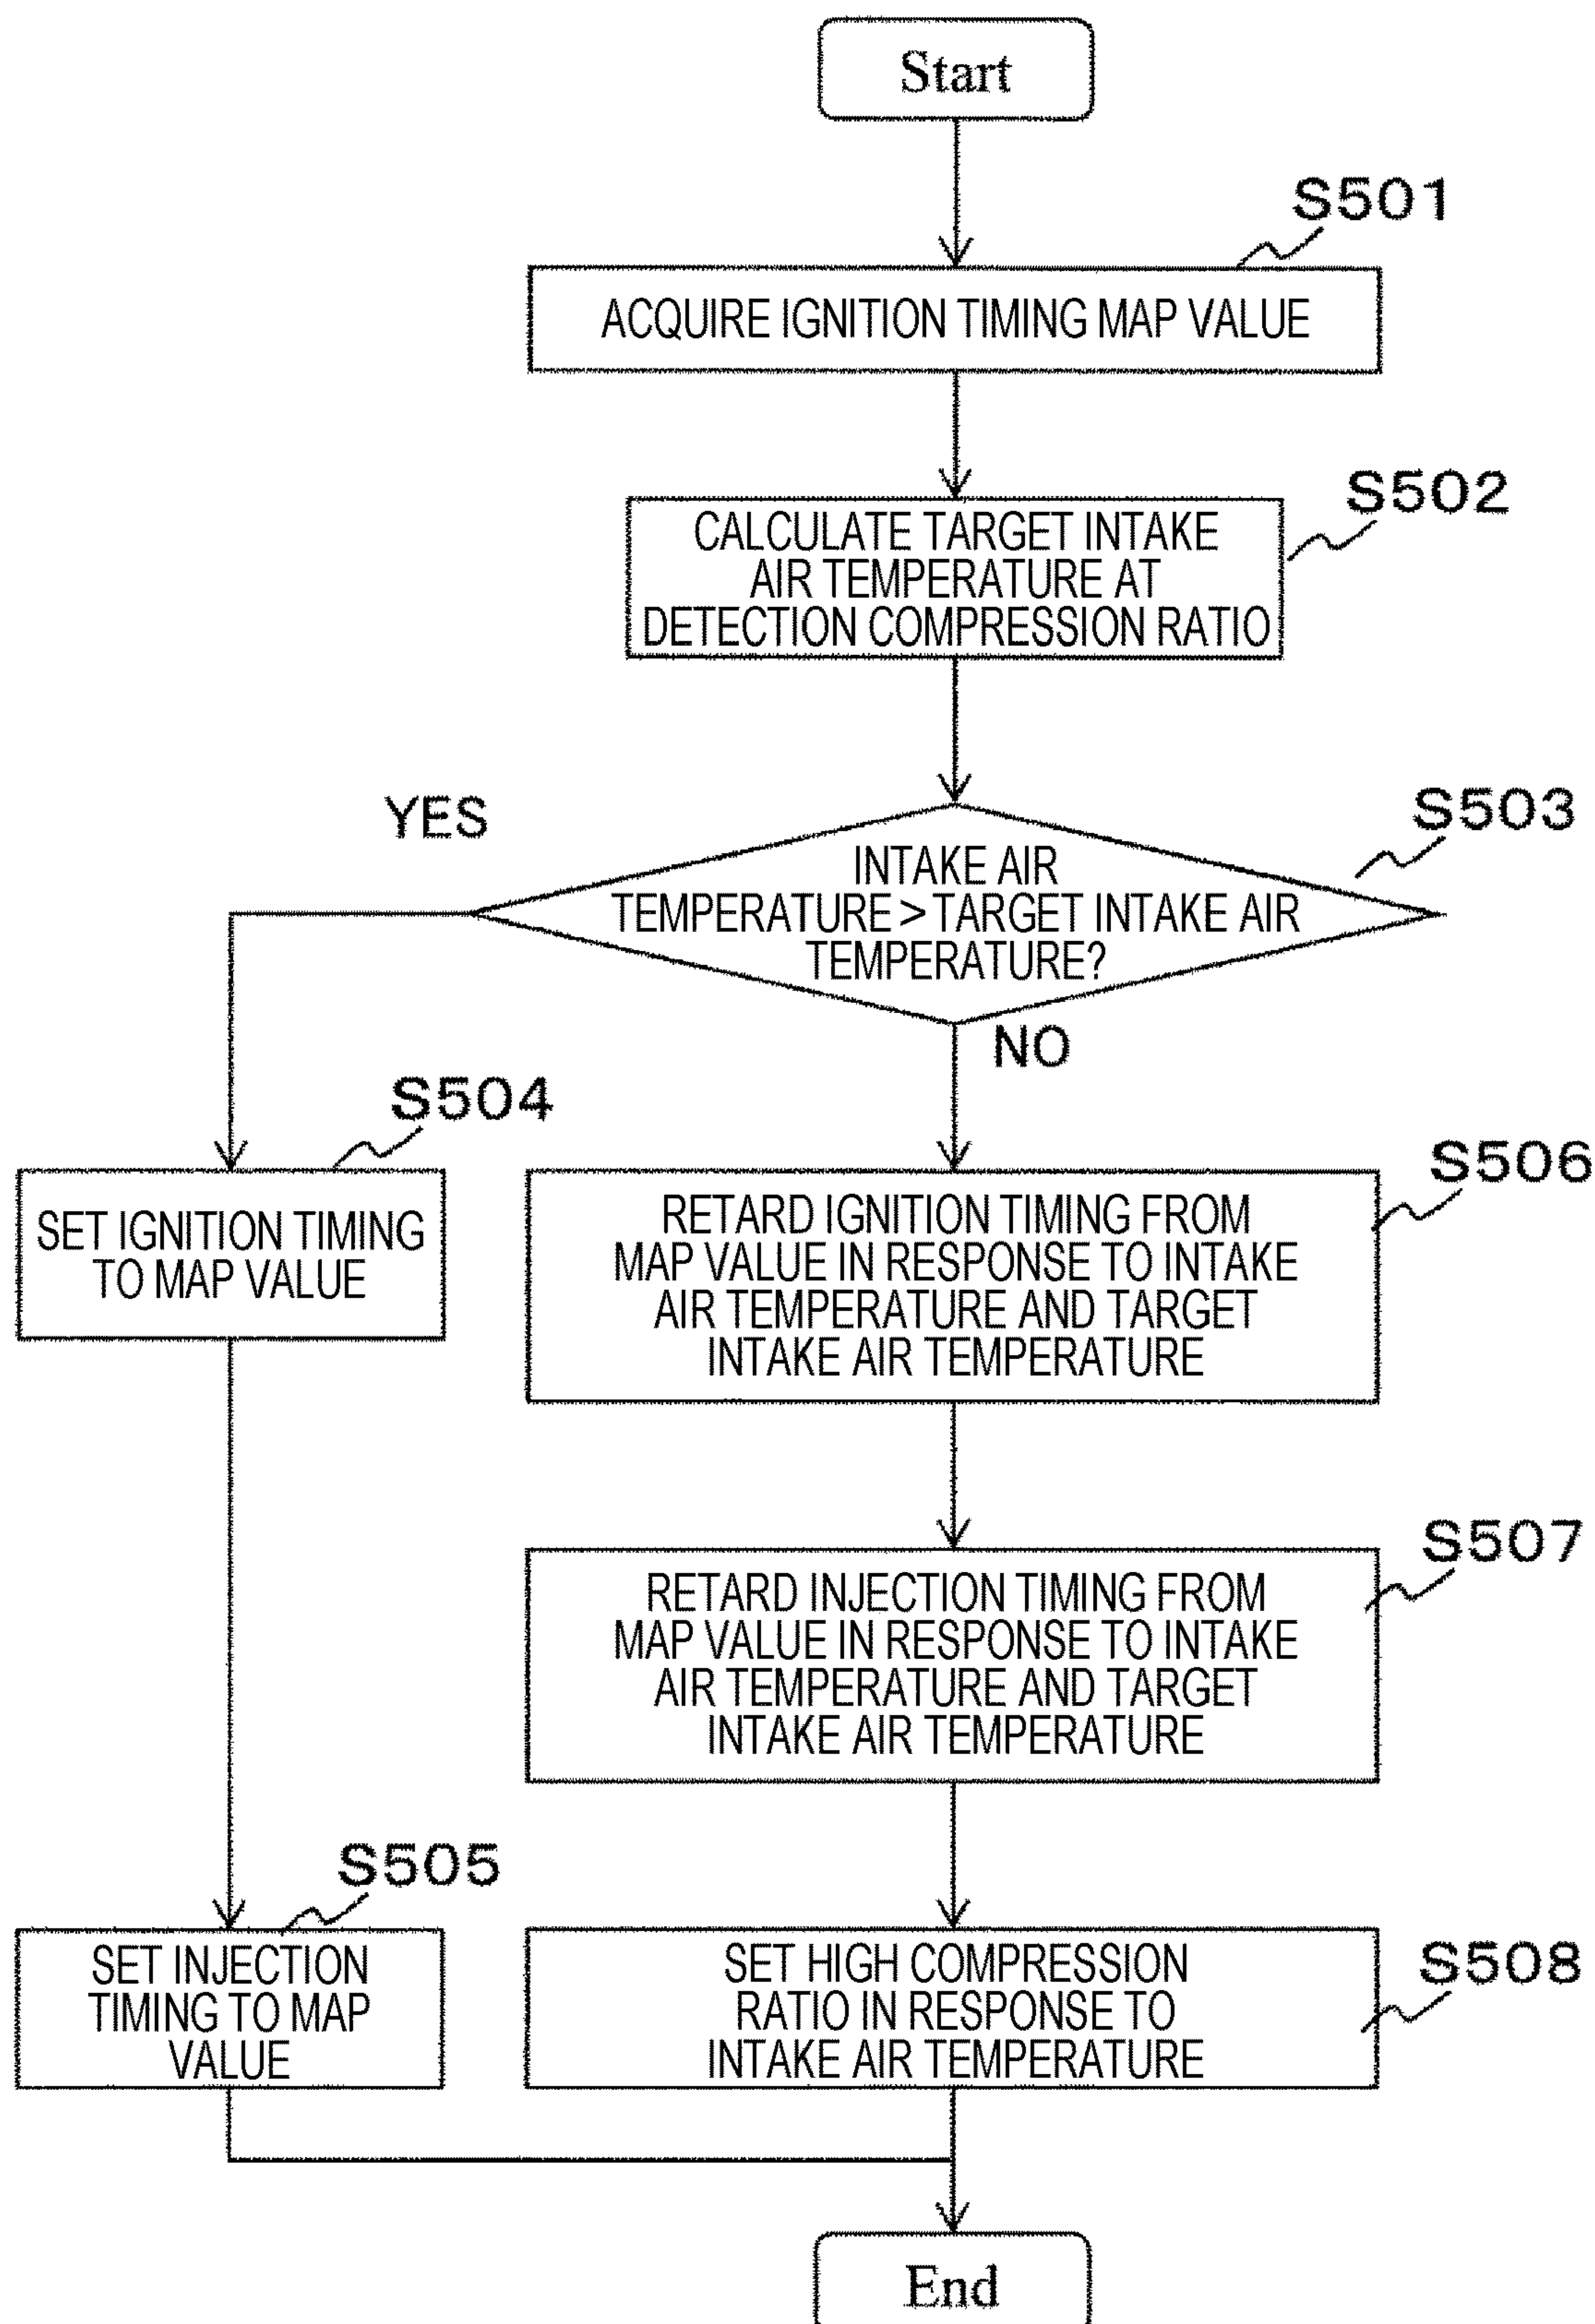 Start
S501
ACQUIRE IGNITION TIMING MAP VALUE
S502
CALCULATE TARGET INTAKE
AIR TEMPERATURE AT
DETECTION COMPRESSION RATIO
YES
S503
INTAKE AIR
TEMPERATURE > TARGET INTAKE AIR
TEMPERATURE?
NO
S504
SET IGNITION TIMING
TO MAP VALUE
S506
RETARD IGNITION TIMING FROM
MAP VALUE IN RESPONSE TO INTAKE
AIR TEMPERATURE AND TARGET
INTAKE AIR TEMPERATURE
S507
RETARD INJECTION TIMING FROM
MAP VALUE IN RESPONSE TO INTAKE
AIR TEMPERATURE AND TARGET
INTAKE AIR TEMPERATURE
S505
SET INJECTION
TIMING TO MAP
VALUE
S508
SET HIGH COMPRESSION
RATIO IN RESPONSE TO
INTAKE AIR TEMPERATURE
End